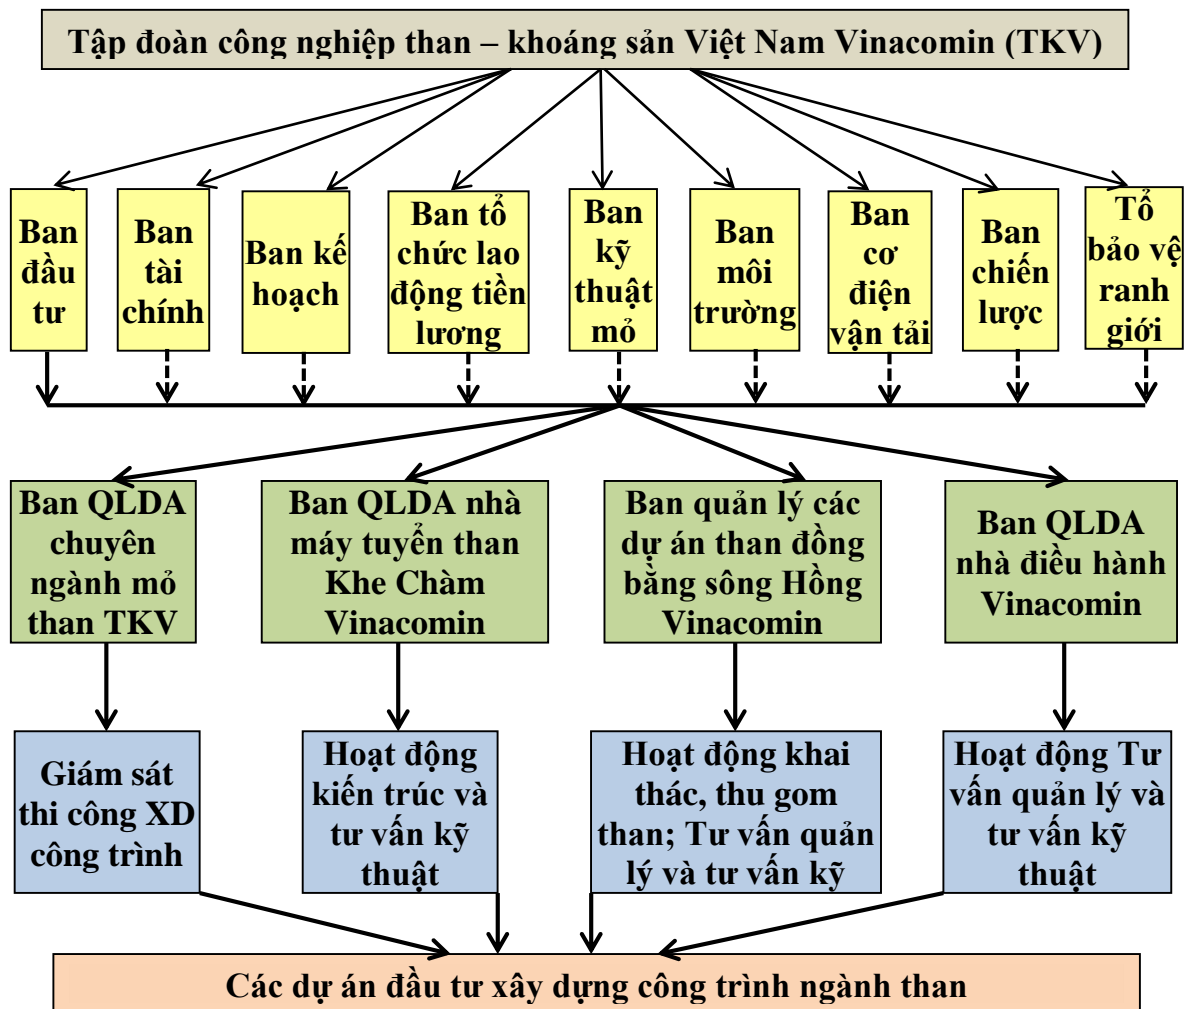 Tập đoàn công nghiệp than – khoáng sản Việt Nam Vinacomin (TKV)
Ban
đầu
tư
Ban
tài
chính
Ban kế
hoạch
Ban tổ
chức lao
động tiền
lương
Ban
kỹ
thuật
mỏ
Ban
môi
trường
Ban
cơ
điện
vận tải
Ban
chiến
lược
Tổ
bảo vệ
ranh
giới
Ban QLDA
chuyên
ngành mỏ
than TKV
Ban QLDA nhà
máy tuyển than
Khe Chàm
Vinacomin
Ban quản lý các
dự án than đồng
bằng sông Hồng
Vinacomin
Ban QLDA
nhà điều hành
Vinacomin
Giám sát
thi công XD
công trình
Hoạt động
kiến trúc và
tư vấn kỹ
thuật
Hoạt động khai
thác, thu gom
than; Tư vấn quản
lý và tư vấn kỹ
Hoạt động Tư
vấn quản lý và
tư vấn kỹ
thuật
Các dự án đầu tư xây dựng công trình ngành than